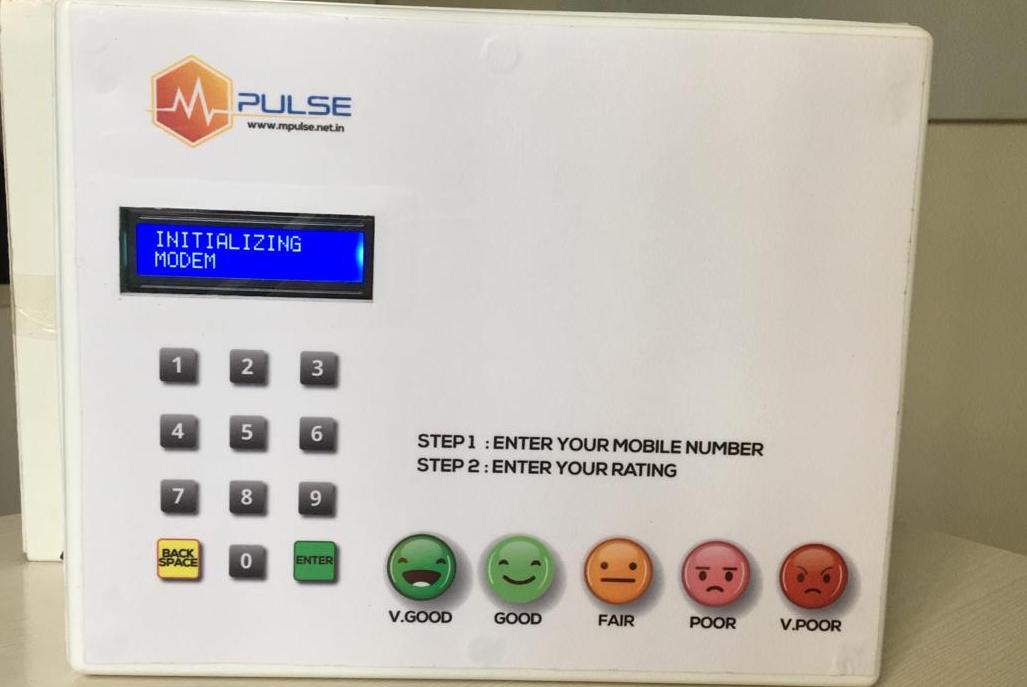 PULSE
www.mpulse.net.in
INITIALIZING
MODEM
1 2 3
4 5 6
7 8 9
BACK SPACE 0 ENTER
STEP 1 : ENTER YOUR MOBILE NUMBER
STEP 2 : ENTER YOUR RATING
V.GOOD GOOD FAIR POOR V.POOR